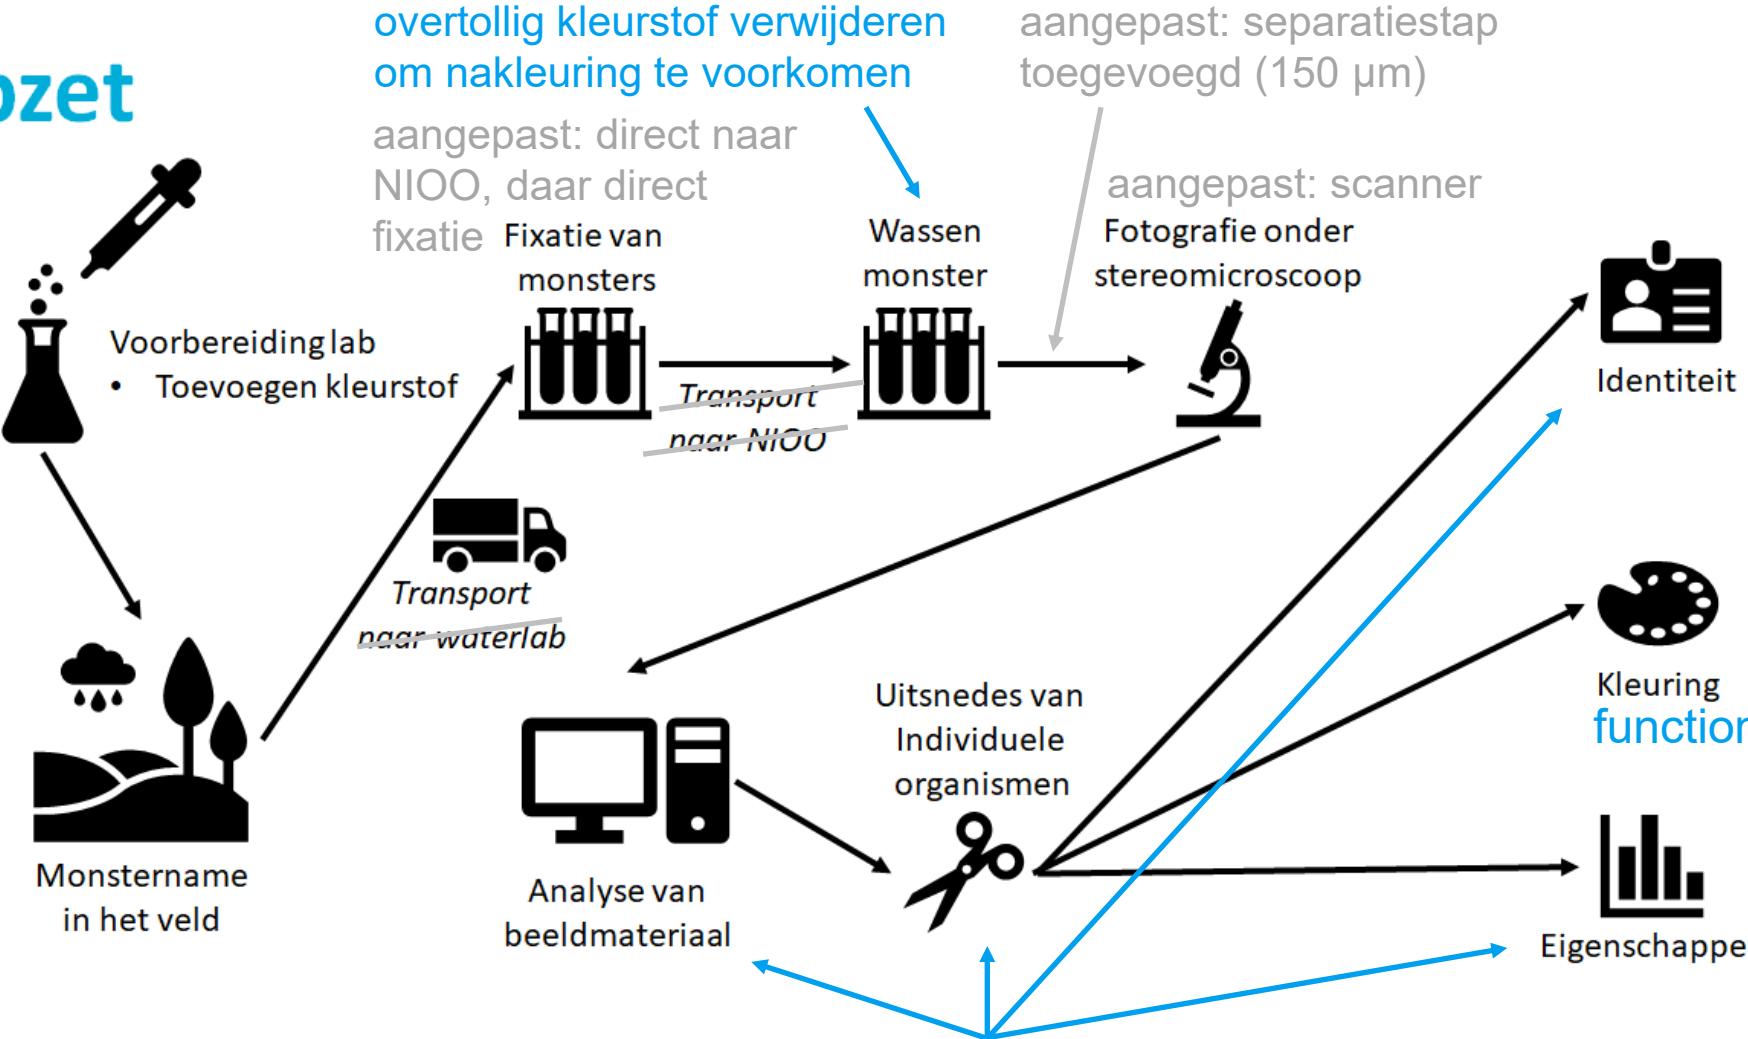 overtollig kleurstof verwijderen
om nakleuring te voorkomen
aangepast: separatiestap
toegevoegd (150 µm)
pzet
aangepast: direct naar
NIOO, daar direct
fixatie
aangepast: scanner
Fixatie van
monsters
Wassen
monster
Fotografie onder
stereomicroscoop
Voorbereiding lab
• Toevoegen kleurstof
Transport
naar NIOO
Identiteit
Transport
naar waterlab
Kleuring
function
Uitsnedes van
Individuele
organismen
Monstername
in het veld
Analyse van
beeldmateriaal
Eigenschappe